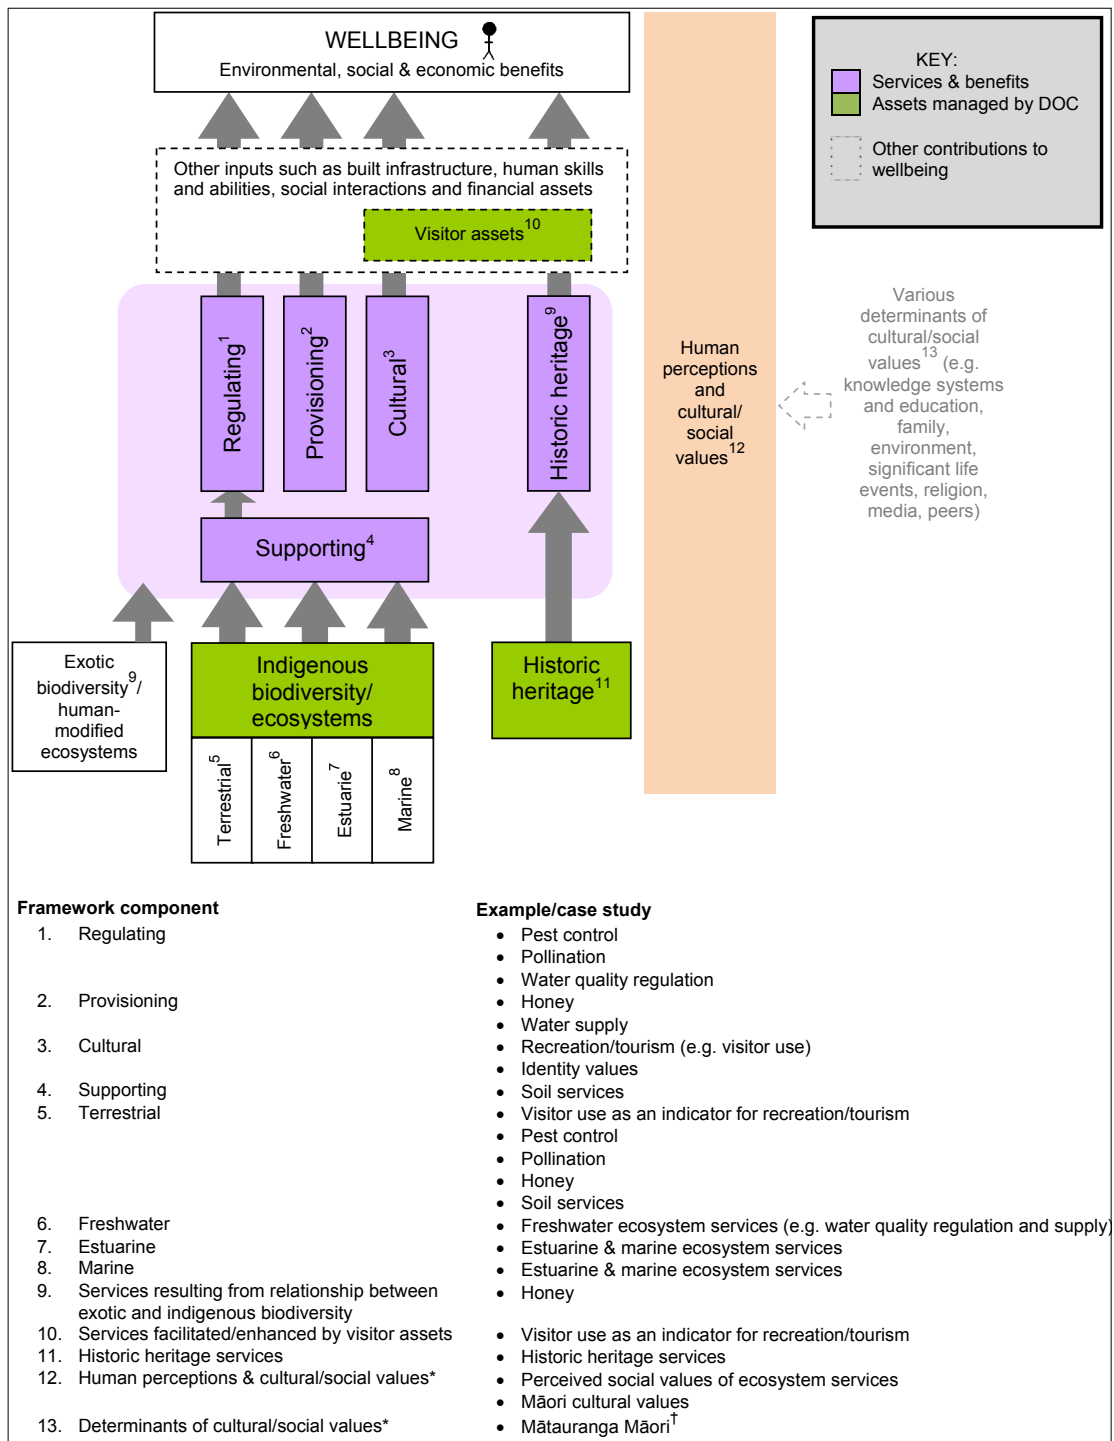 WELLBEING
Environmental, social & economic benefits
KEY:
Services & benefits
Assets managed by DOC
Other contributions to
wellbeing
Other inputs such as built infrastructure, human skills
and abilities, social interactions and financial assets
Visitor assets10
Regulating1
Provisioning2
Cultural3
Historic heritage9
Supporting4
Human
perceptions
and
cultural/
social
values12
Various
determinants of
cultural/social
values13 (e.g.
knowledge systems
and education,
family,
environment,
significant life
events, religion,
media, peers)
Exotic
biodiversity9/
human-
modified
ecosystems
Indigenous
biodiversity/
ecosystems
Historic
heritage11
Terrestrial5
Freshwater6
Estuarie7
Marine8
Framework component Example/case study
1. Regulating • Pest control
• Pollination
• Water quality regulation
2. Provisioning • Honey
• Water supply
3. Cultural • Recreation/tourism (e.g. visitor use)
• Identity values
4. Supporting • Soil services
5. Terrestrial • Visitor use as an indicator for recreation/tourism
• Pest control
• Pollination
• Honey
• Soil services
6. Freshwater • Freshwater ecosystem services (e.g. water quality regulation and supply)
7. Estuarine • Estuarine & marine ecosystem services
8. Marine • Estuarine & marine ecosystem services
9. Services resulting from relationship between • Honey
exotic and indigenous biodiversity
10. Services facilitated/enhanced by visitor assets • Visitor use as an indicator for recreation/tourism
11. Historic heritage services • Historic heritage services
12. Human perceptions & cultural/social values* • Perceived social values of ecosystem services
• Māori cultural values
13. Determinants of cultural/social values* • Mātauranga Māori†